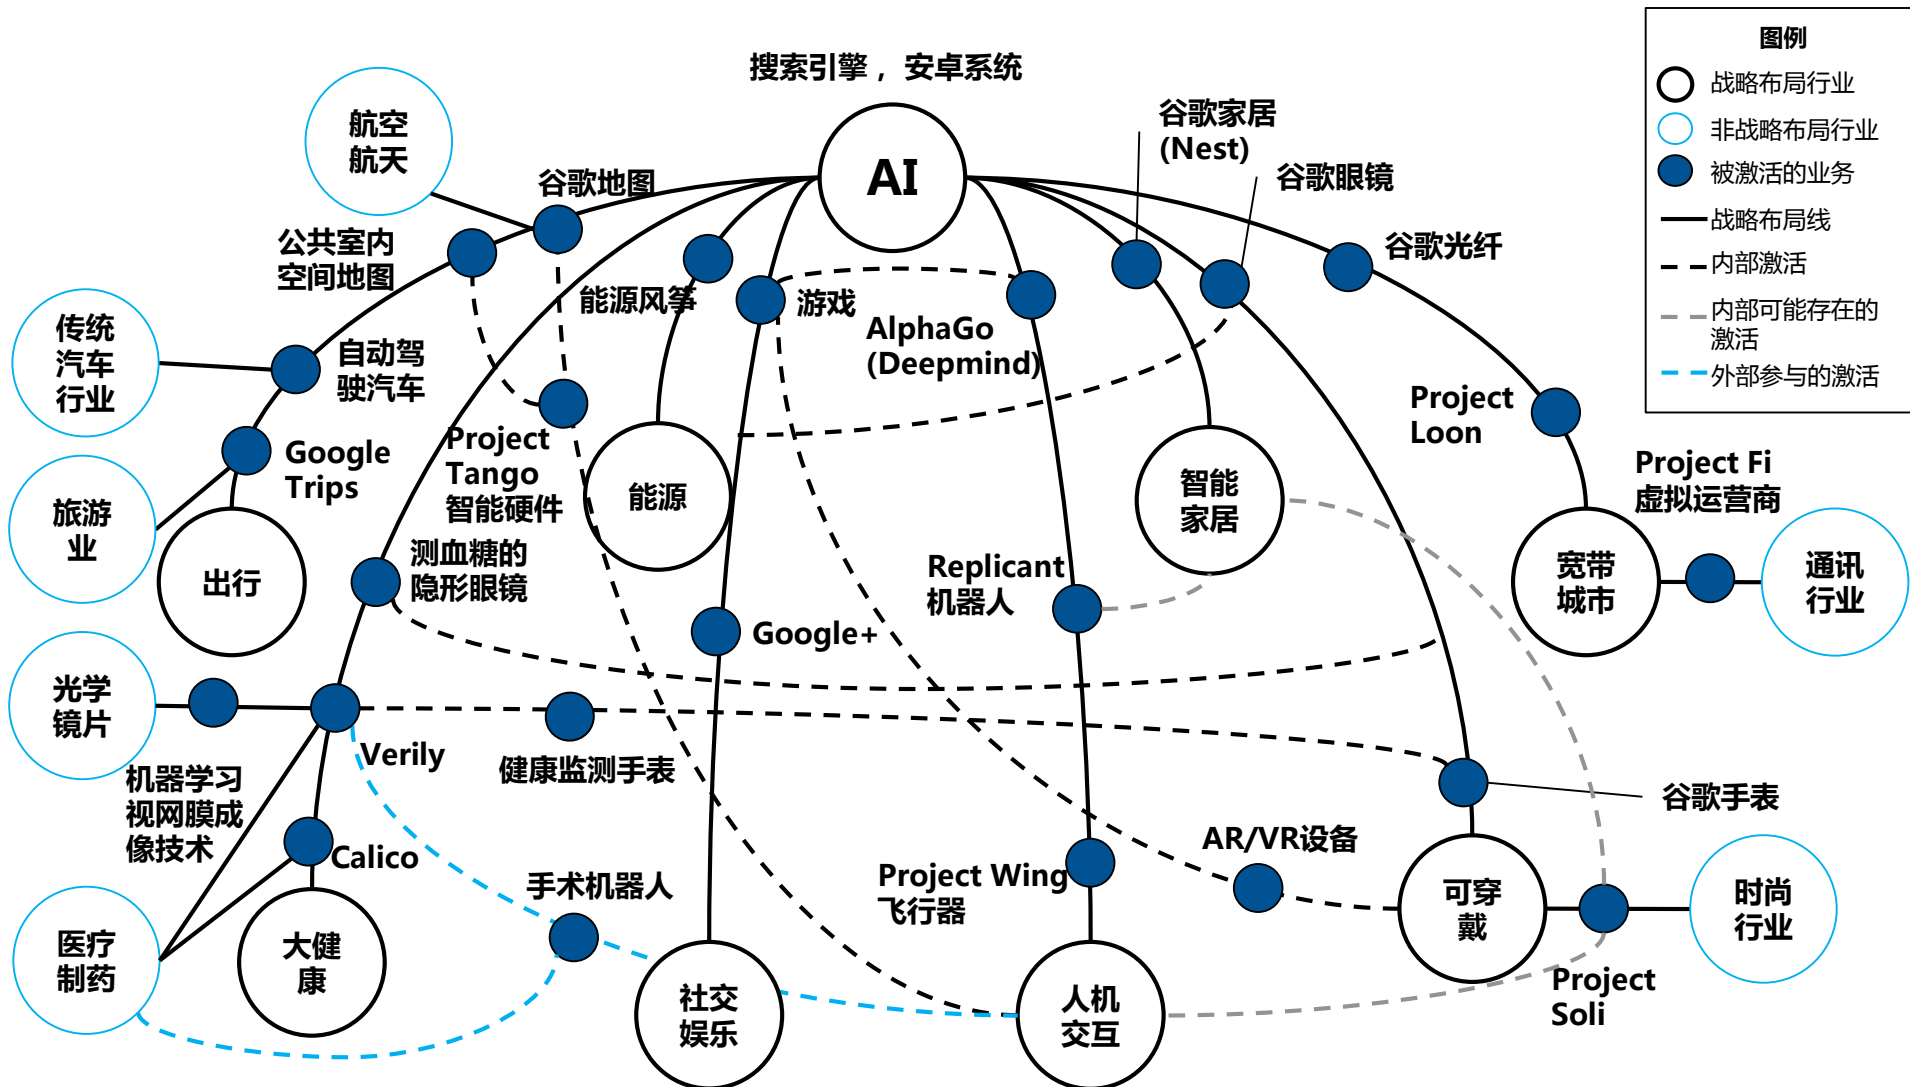 搜索引擎，安卓系统
AI
图例
战略布局行业
非战略布局行业
被激活的业务
战略布局线
内部激活
内部可能存在的
激活
外部参与的激活
航空
航天
谷歌地图
谷歌家居
(Nest)
谷歌眼镜
谷歌光纤
公共室内
空间地图
能源风筝
游戏
AlphaGo
(Deepmind)
传统
汽车
行业
自动驾
驶汽车
Google
Trips
Project
Tango
智能硬件
能源
智能
家居
Project
Loon
Project Fi
虚拟运营商
旅游
业
出行
测血糖的
隐形眼镜
Replicant
机器人
宽带
城市
通讯
行业
Google+
光学
镜片
Verily
健康监测手表
机器学习
视网膜成
像技术
谷歌手表
Calico
手术机器人
Project Wing
飞行器
AR/VR设备
可穿
戴
时尚
行业
医疗
制药
大健
康
社交
娱乐
人机
交互
Project
Soli